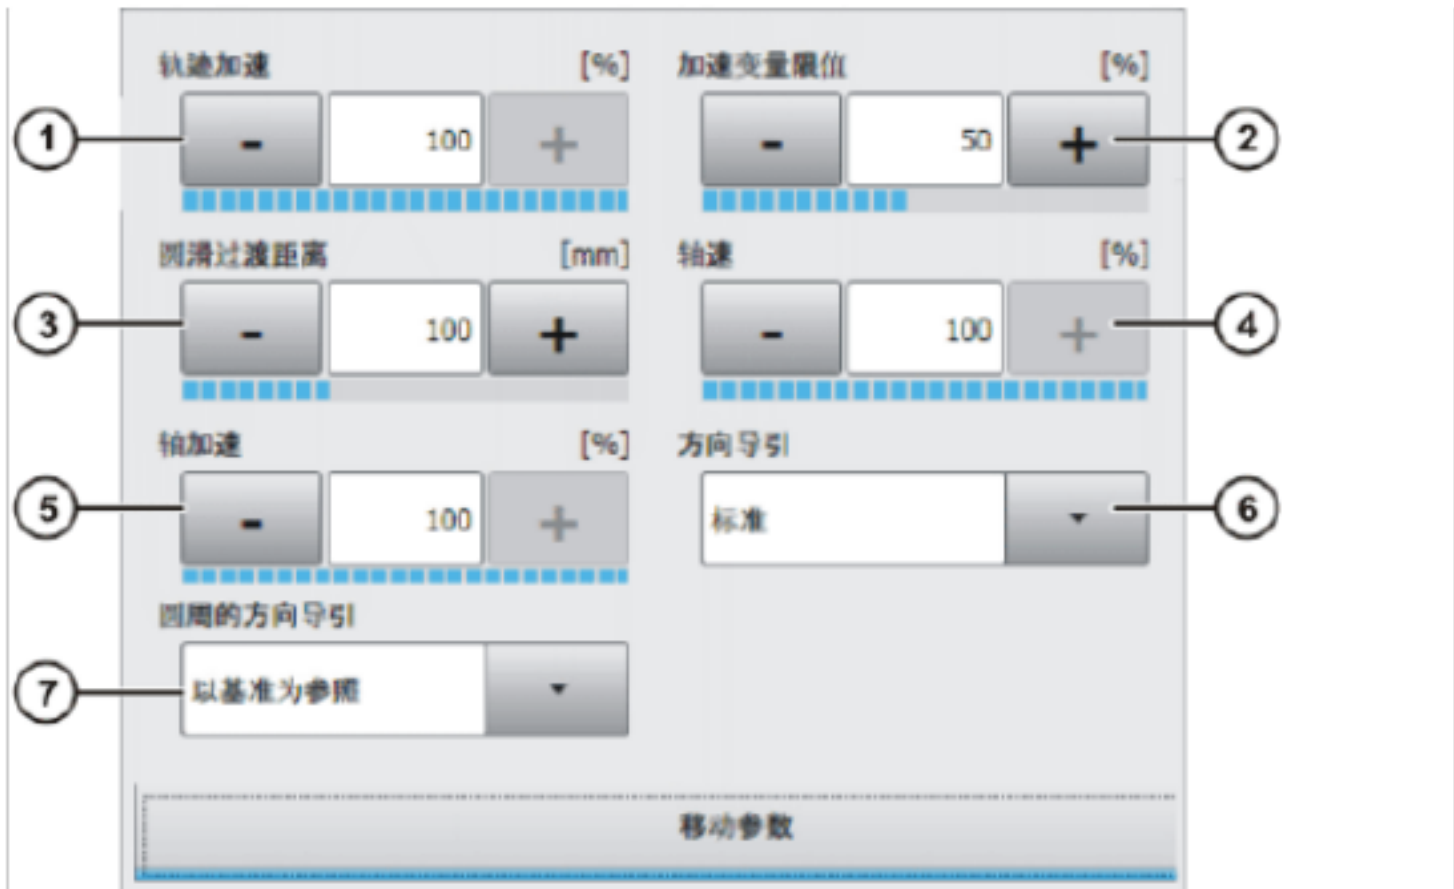 轨迹加速 [%] 加速变量限值 [%]
1 - 100 + - 50 + 2
圆滑过渡距离 [mm] 轴速 [%]
3 - 100 + - 100 + 4
轴加速 [%] 方向导引
5 - 100 + 标准 6
圆周的方向导引
7 以基准为参照
移动参数